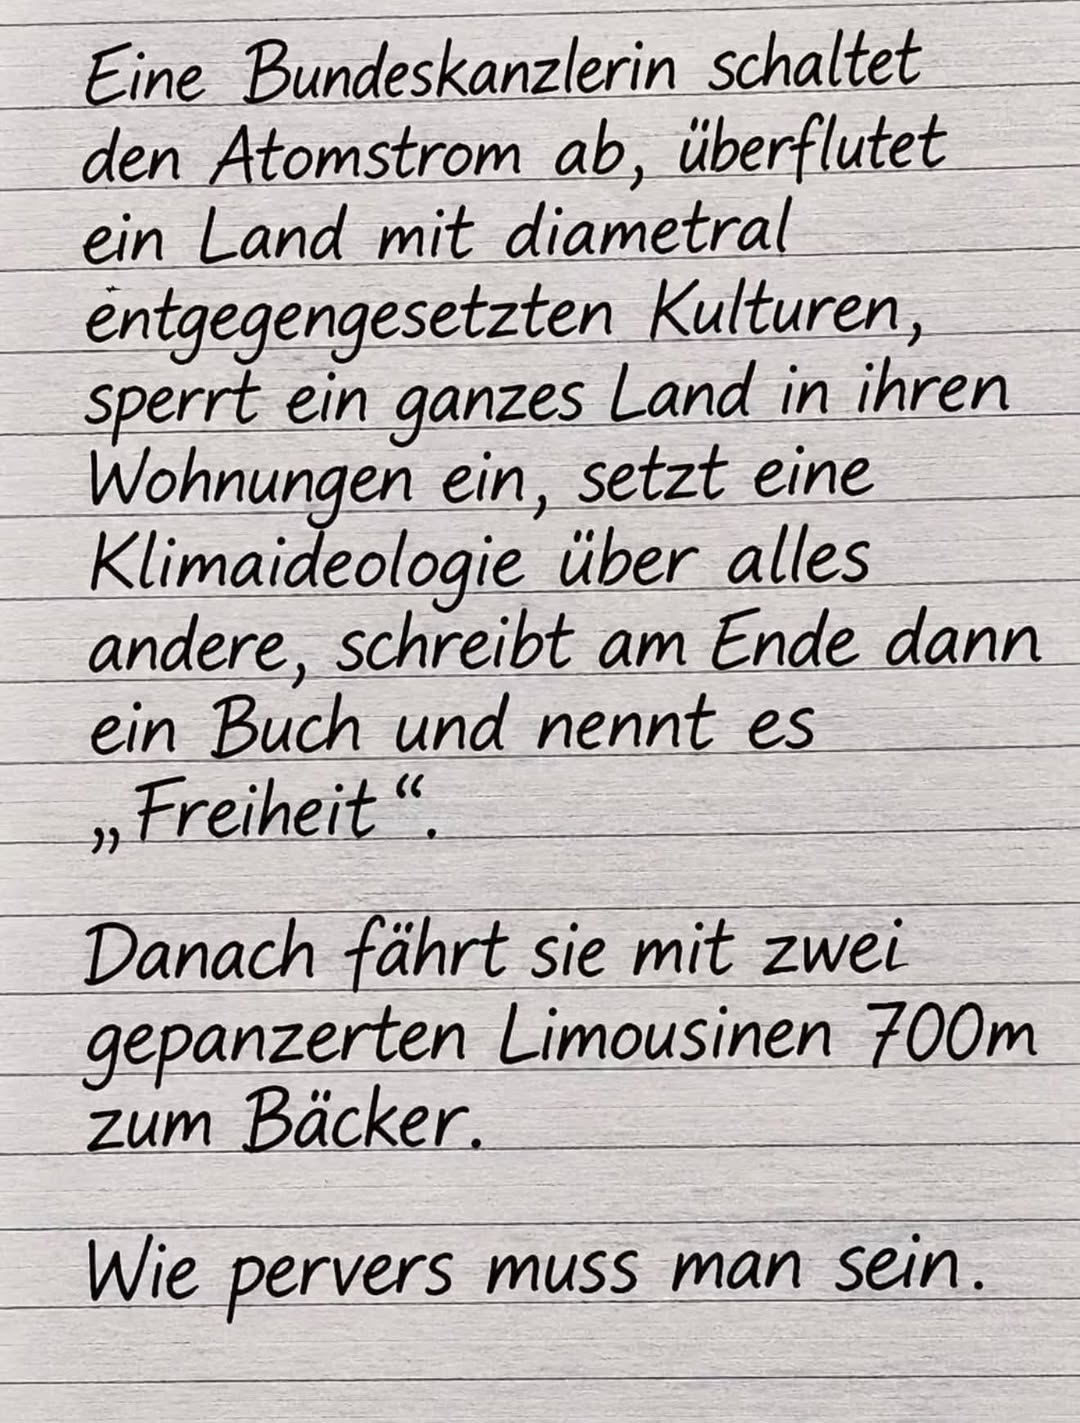 Eine Bundeskanzlerin schaltet
den Atomstrom ab, überflutet
ein Land mit diametral
entgegengesetzten Kulturen,
sperrt ein ganzes Land in ihren
Wohnungen ein, setzt eine
Klimaideologie über alles
andere, schreibt am Ende dann
ein Buch und nennt es
„Freiheit“.
Danach fährt sie mit zwei
gepanzerten Limousinen 700m
zum Bäcker.
Wie pervers muss man sein.